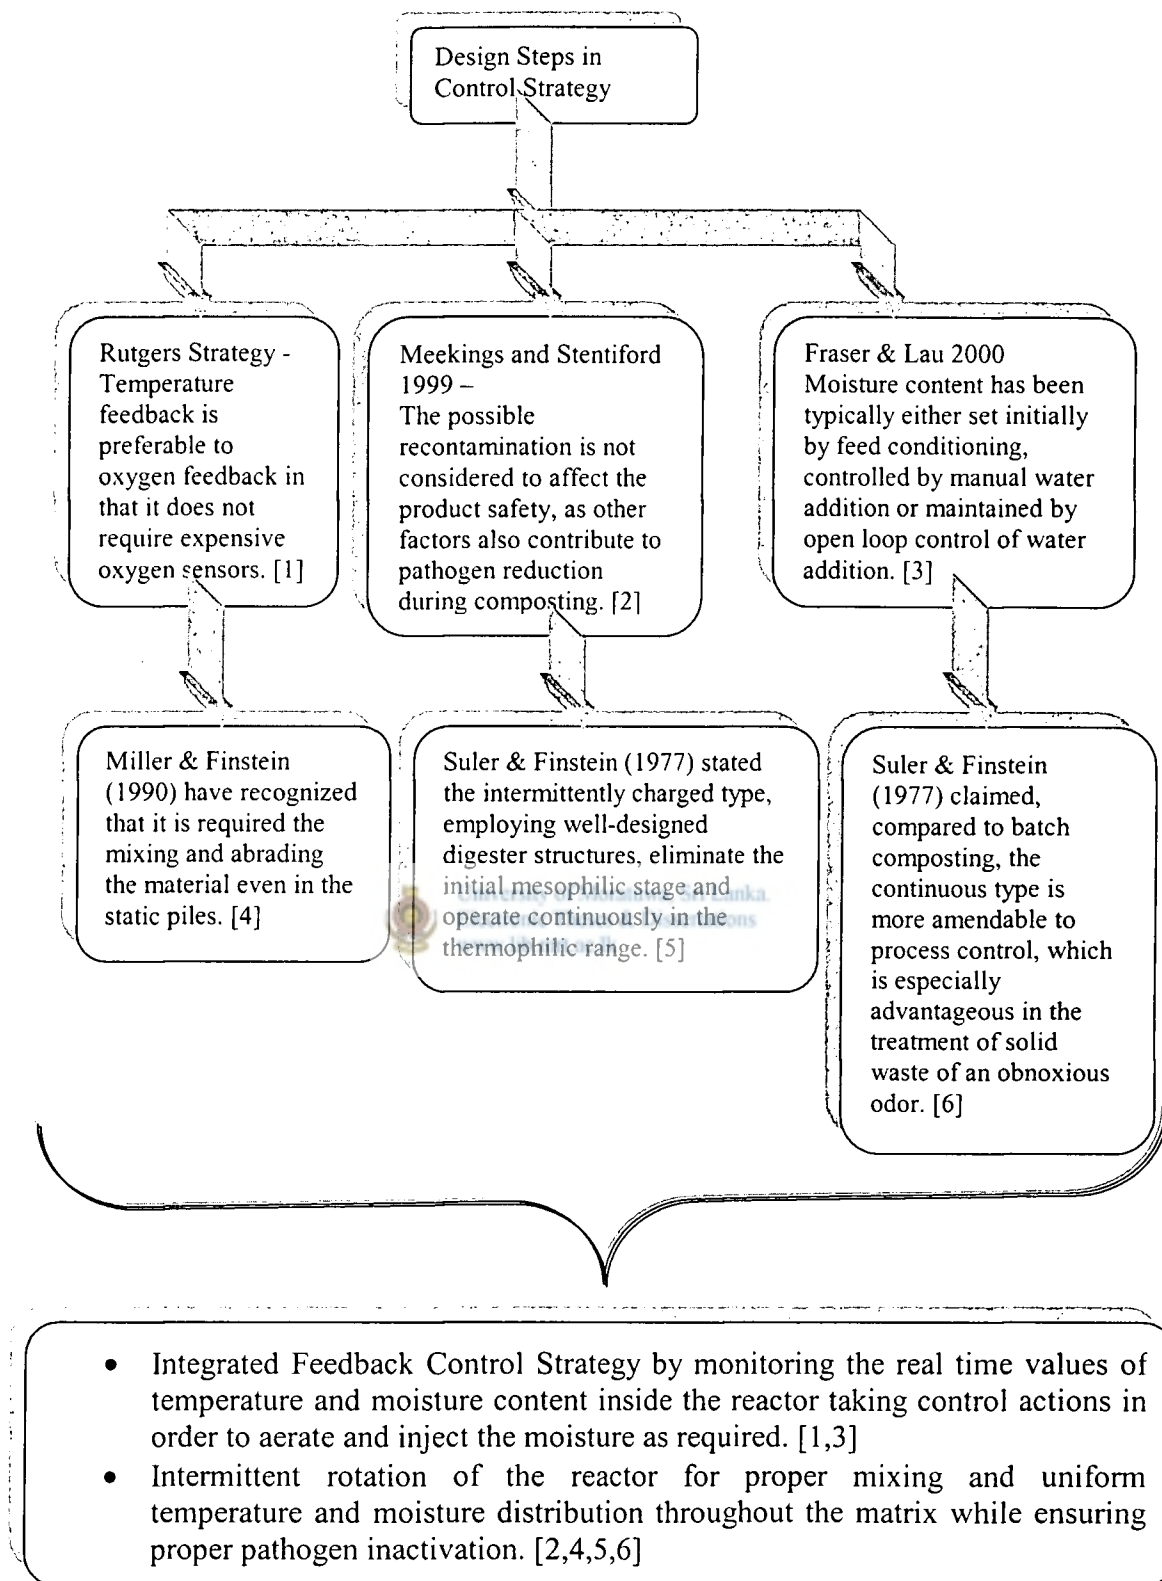 Design Steps in
Control Strategy
Rutgers Strategy -
Temperature
feedback is
preferable to
oxygen feedback in
that it does not
require expensive
oxygen sensors. [1]
Meekings and Stentiford
1999 –
The possible
recontamination is not
considered to affect the
product safety, as other
factors also contribute to
pathogen reduction
during composting. [2]
Fraser & Lau 2000
Moisture content has been
typically either set initially
by feed conditioning,
controlled by manual water
addition or maintained by
open loop control of water
addition. [3]
Miller & Finstein
(1990) have recognized
that it is required the
mixing and abrading
the material even in the
static piles. [4]
Suler & Finstein (1977) stated
the intermittently charged type,
employing well-designed
digester structures, eliminate the
initial mesophilic stage and
operate continuously in the
thermophilic range. [5]
Suler & Finstein
(1977) claimed,
compared to batch
composting, the
continuous type is
more amendable to
process control, which
is especially
advantageous in the
treatment of solid
waste of an obnoxious
odor. [6]
• Integrated Feedback Control Strategy by monitoring the real time values of
temperature and moisture content inside the reactor taking control actions in
order to aerate and inject the moisture as required. [1,3]
• Intermittent rotation of the reactor for proper mixing and uniform
temperature and moisture distribution throughout the matrix while ensuring
proper pathogen inactivation. [2,4,5,6]